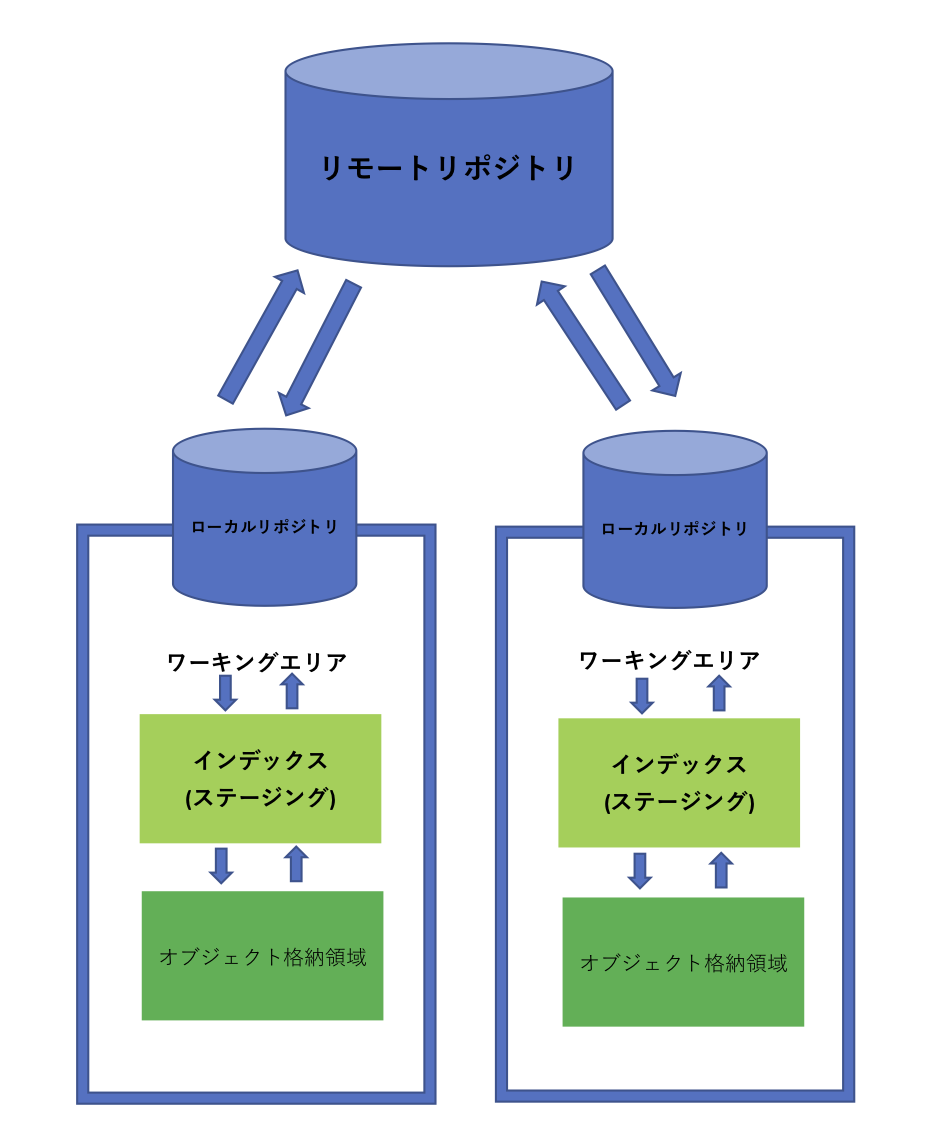 リモートリポジトリ
ローカルリポジトリ
ワーキングエリア
インデックス
(ステージング)
オブジェクト格納領域
ローカルリポジトリ
ワーキングエリア
インデックス
(ステージング)
オブジェクト格納領域